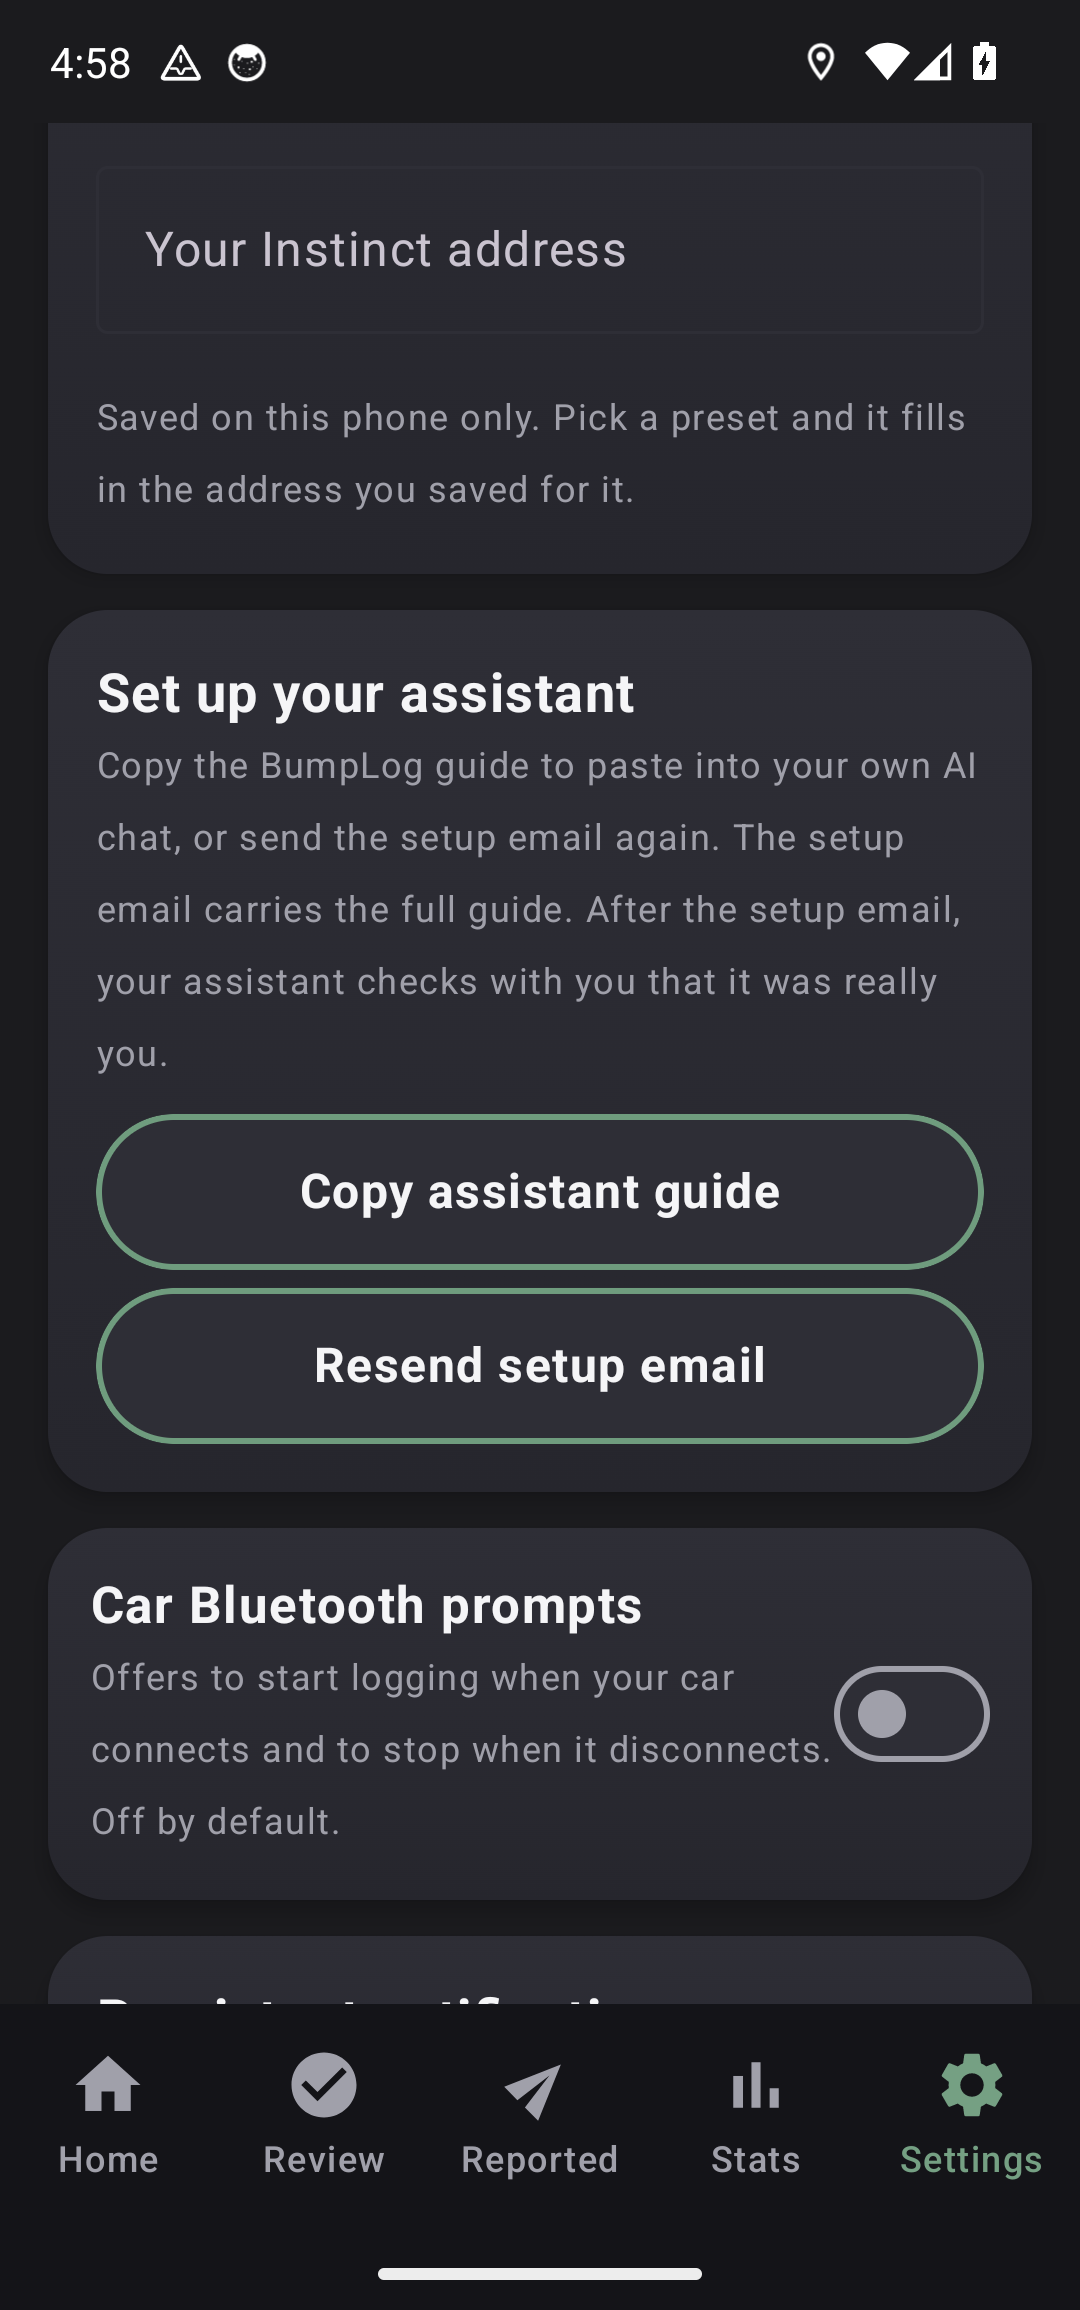 4:58
Your Instinct address
Saved on this phone only. Pick a preset and it fills
in the address you saved for it.
Set up your assistant
Copy the BumpLog guide to paste into your own AI
chat, or send the setup email again. The setup
email carries the full guide. After the setup email,
your assistant checks with you that it was really
you.
Copy assistant guide
Resend setup email
Car Bluetooth prompts
Offers to start logging when your car
connects and to stop when it disconnects.
Off by default.
Home
Review
Reported
Stats
Settings